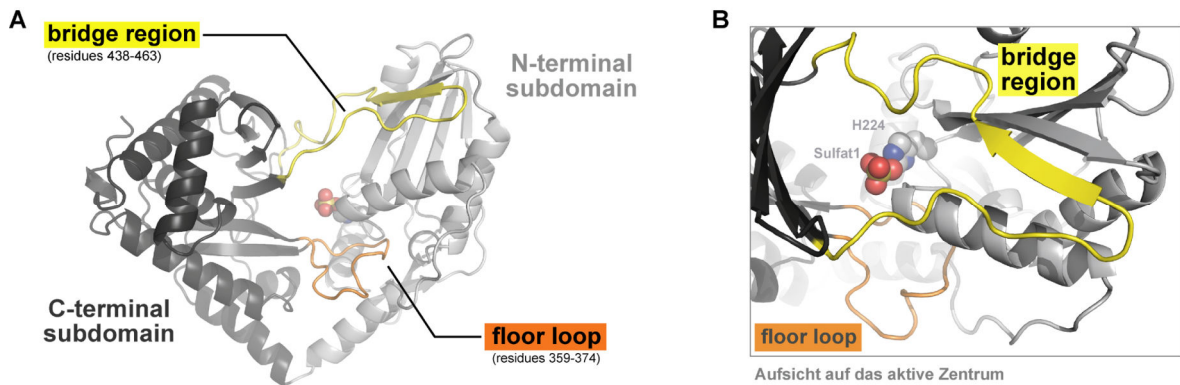 A
bridge region
(residues 438-463)
N-terminal
subdomain
C-terminal
subdomain
floor loop
(residues 359-374)
B
bridge
region
H224
Sulfat1
floor loop
Aufsicht auf das aktive Zentrum